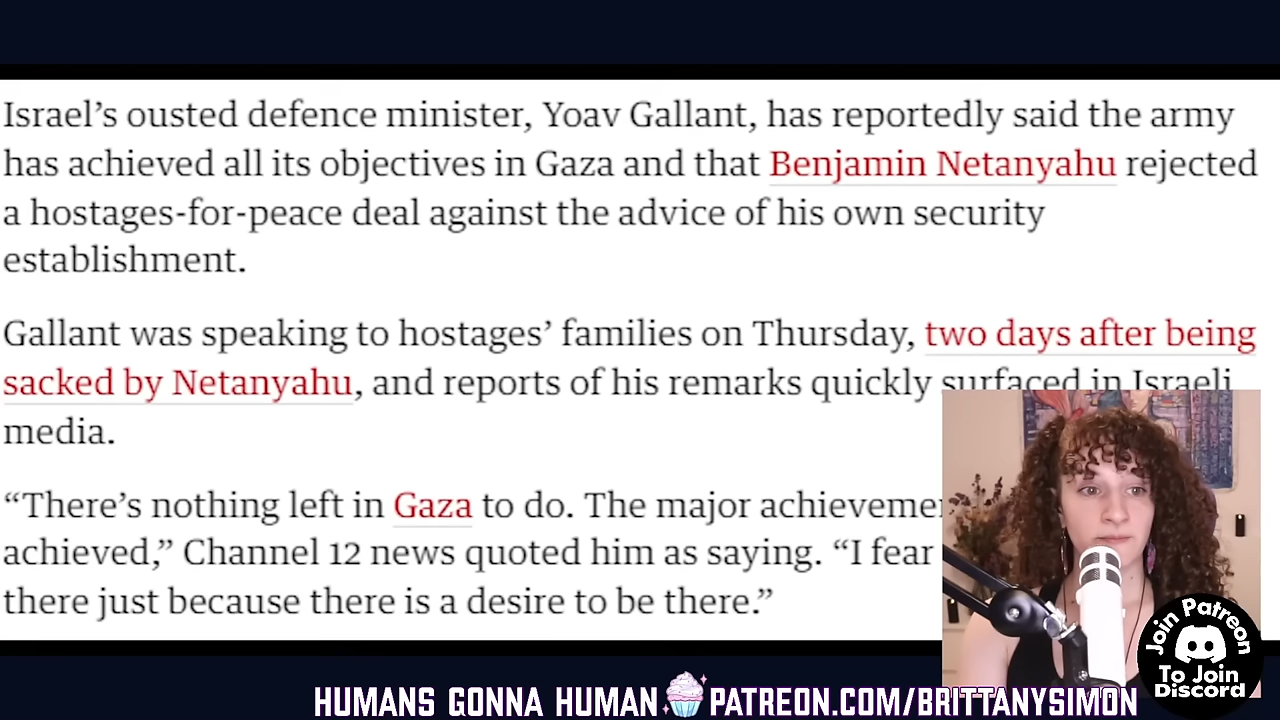 Israel’s ousted defence minister, Yoav Gallant, has reportedly said the army
has achieved all its objectives in Gaza and that Benjamin Netanyahu rejected
a hostages-for-peace deal against the advice of his own security
establishment.
Gallant was speaking to hostages’ families on Thursday, two days after being
sacked by Netanyahu, and reports of his remarks quickly surfaced in Israeli
media.
“There’s nothing left in Gaza to do. The major
achieved,” Channel 12 news quoted him as saying. “I fear
there just because there is a desire to be there.”
Join Patreon
To Join
Discord
HUMANS GONNA HUMAN PATREON.COM/BRITTANYSIMON